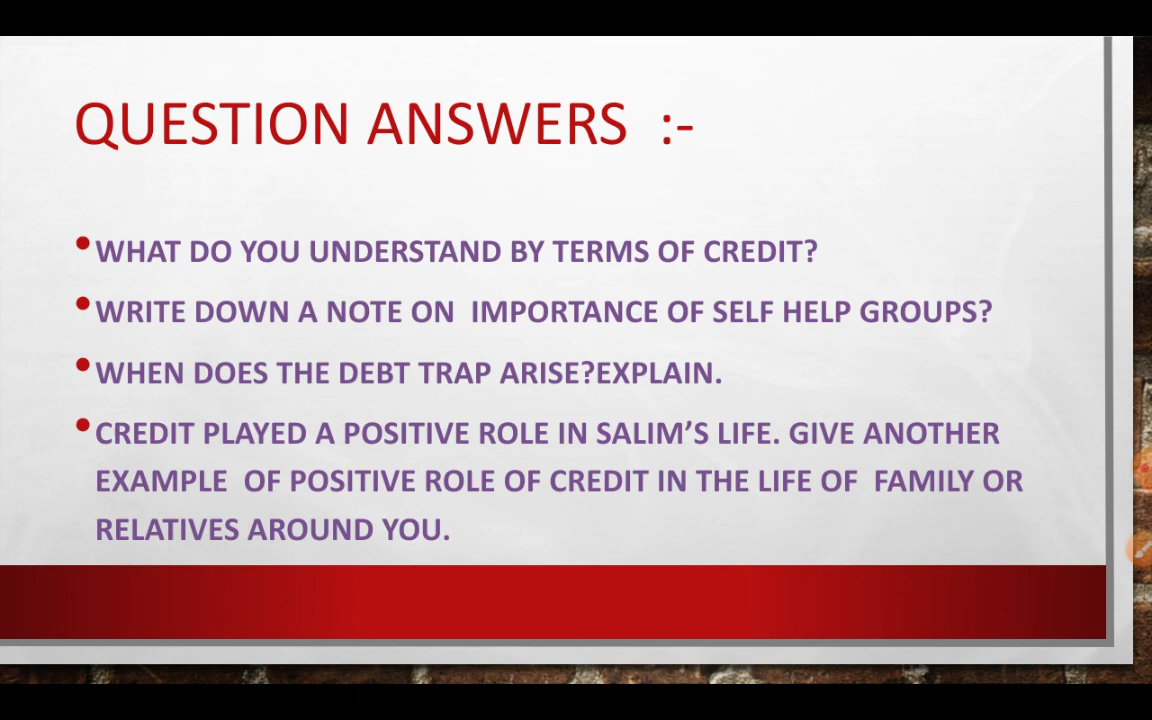 QUESTION ANSWERS :-
•WHAT DO YOU UNDERSTAND BY TERMS OF CREDIT?
•WRITE DOWN A NOTE ON IMPORTANCE OF SELF HELP GROUPS?
•WHEN DOES THE DEBT TRAP ARISE?EXPLAIN.
•CREDIT PLAYED A POSITIVE ROLE IN SALIM’S LIFE. GIVE ANOTHER
EXAMPLE OF POSITIVE ROLE OF CREDIT IN THE LIFE OF FAMILY OR
RELATIVES AROUND YOU.